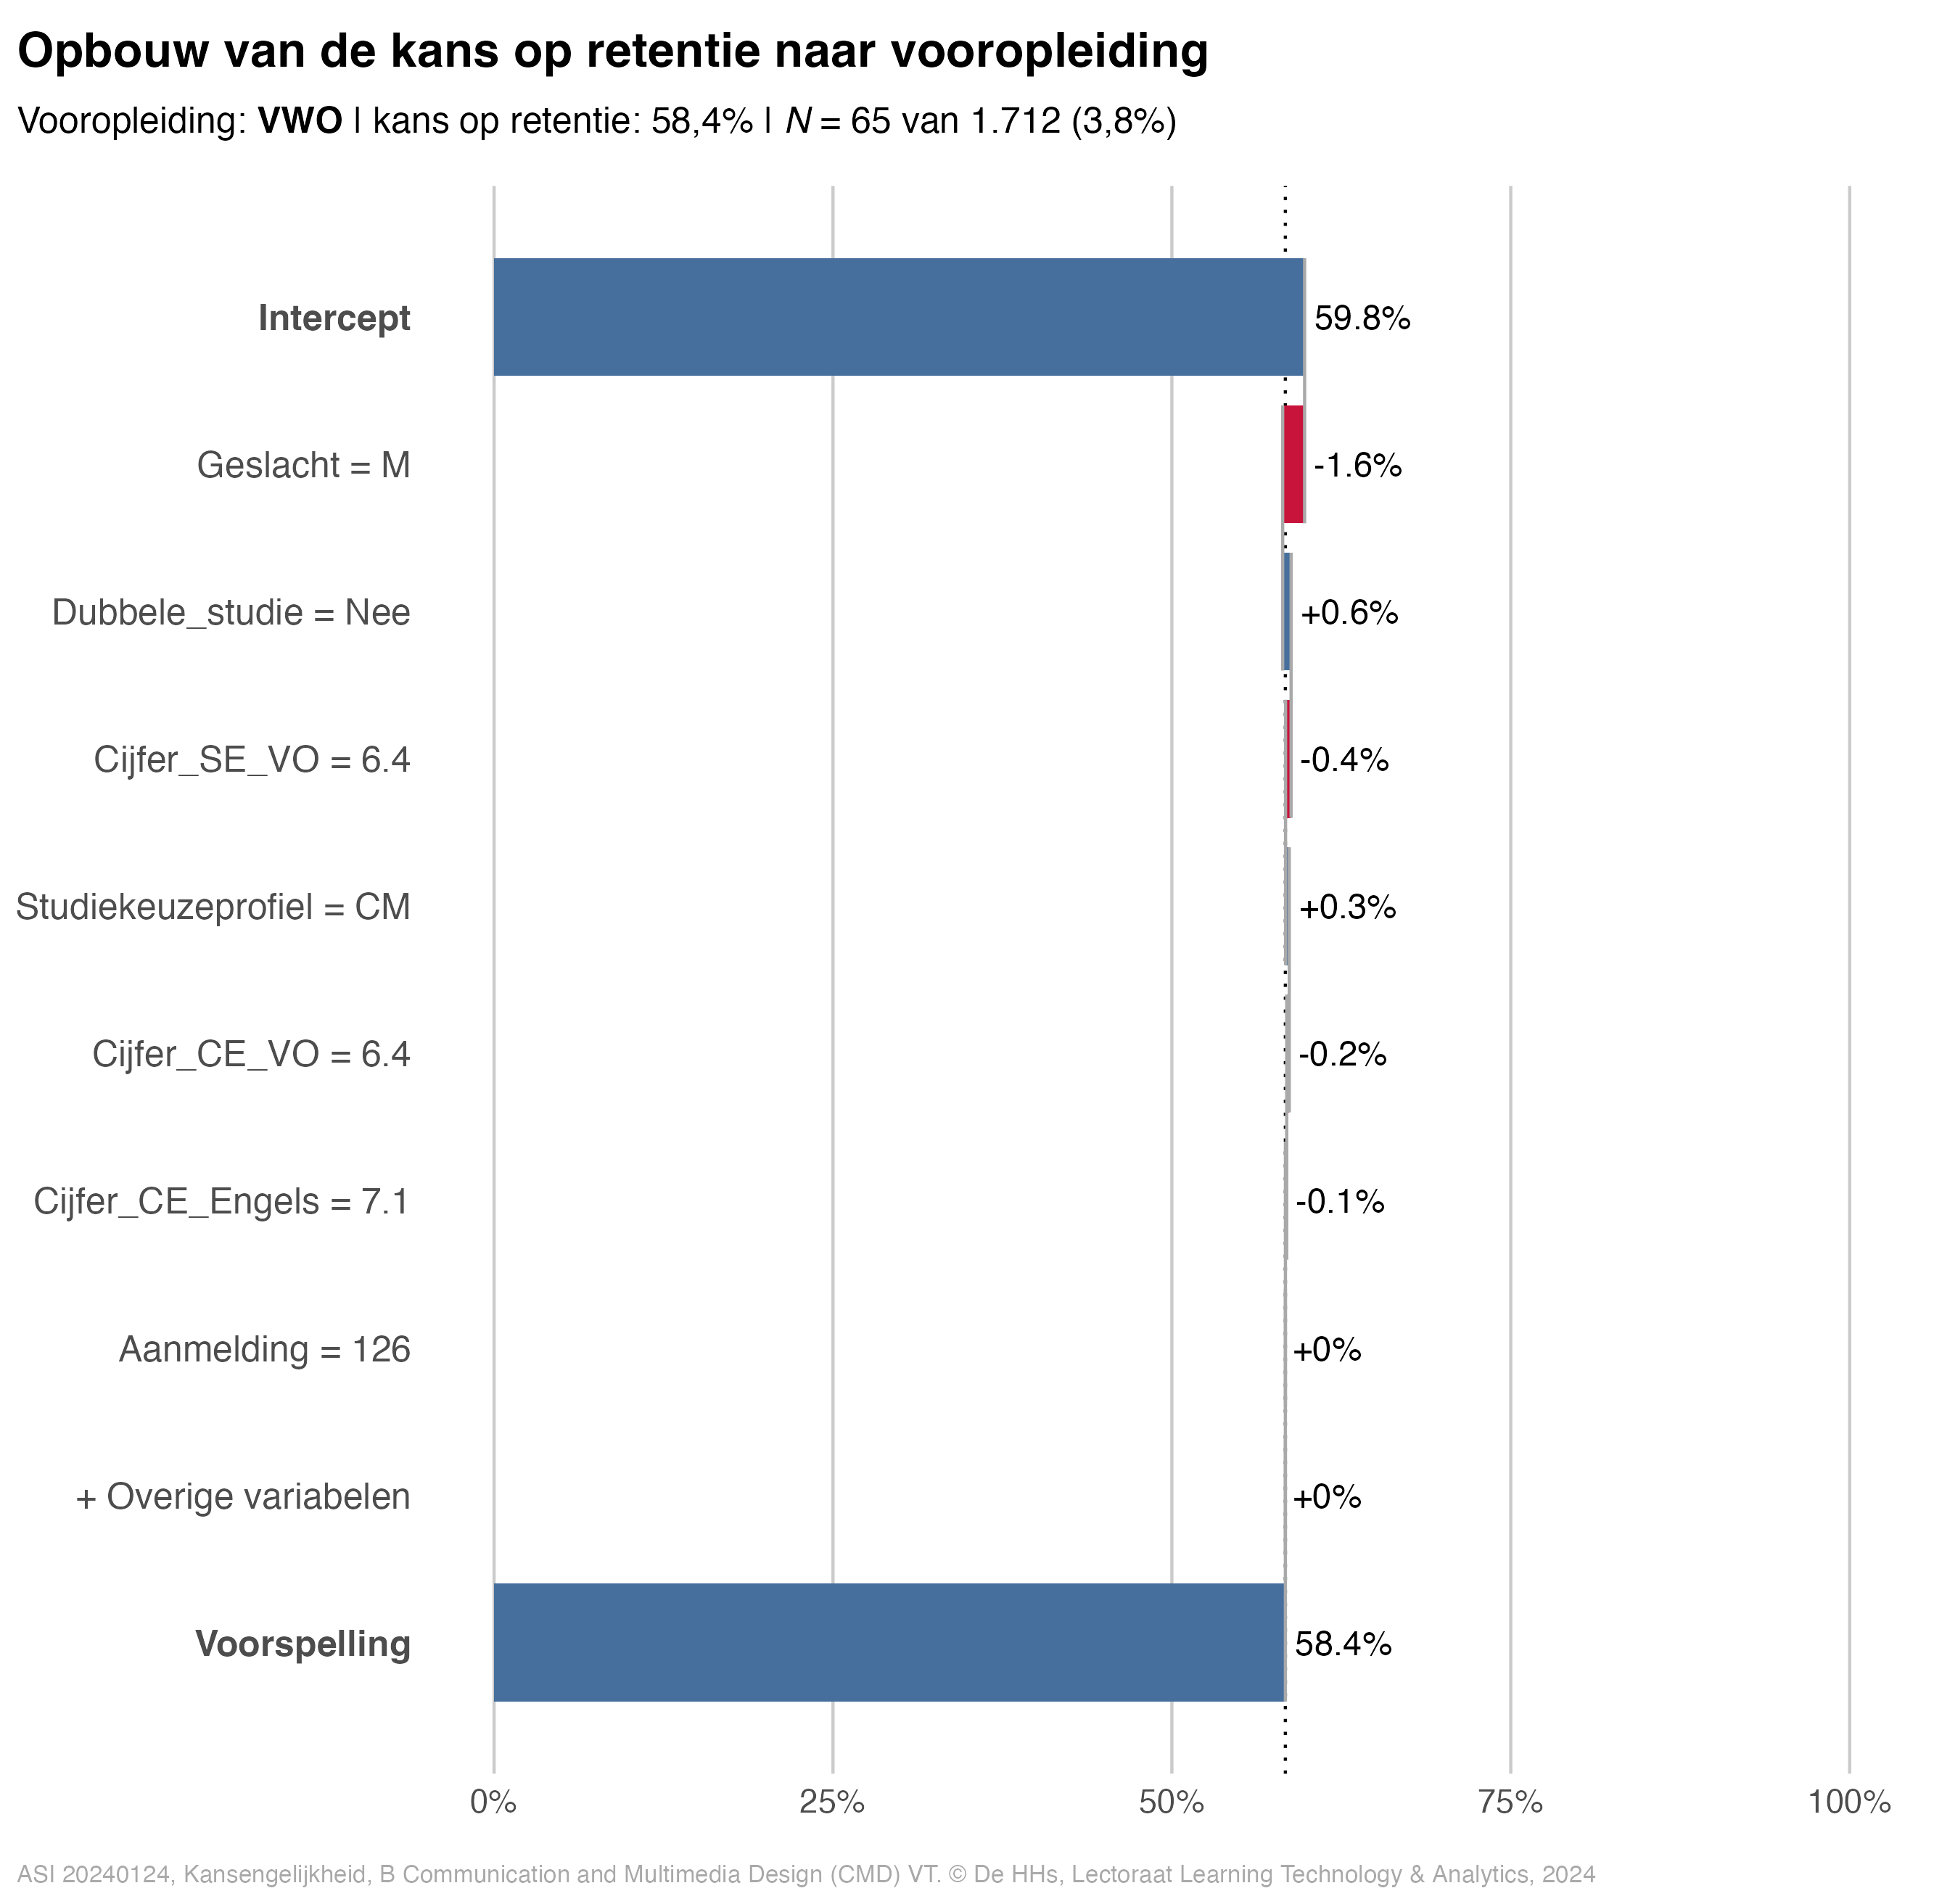 Opbouw van de kans op retentie naar vooropleiding
Vooropleiding: VWO | kans op retentie: 58,4% | N = 65 van 1.712 (3,8%)
Intercept 59.8%
Geslacht = M -1.6%
Dubbele_studie = Nee +0.6%
Cijfer_SE_VO = 6.4 -0.4%
Studiekeuzeprofiel = CM +0.3%
Cijfer_CE_VO = 6.4 -0.2%
Cijfer_CE_Engels = 7.1 -0.1%
Aanmelding = 126 +0%
+ Overige variabelen +0%
Voorspelling 58.4%
0% 25% 50% 75% 100%
ASI 20240124, Kansengelijkheid, B Communication and Multimedia Design (CMD) VT. © De HHs, Lectoraat Learning Technology & Analytics, 2024